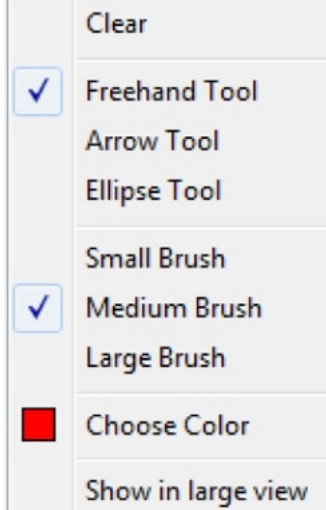 Clear
Freehand Tool
Arrow Tool
Ellipse Tool
Small Brush
Medium Brush
Large Brush
Choose Color
Show in large view